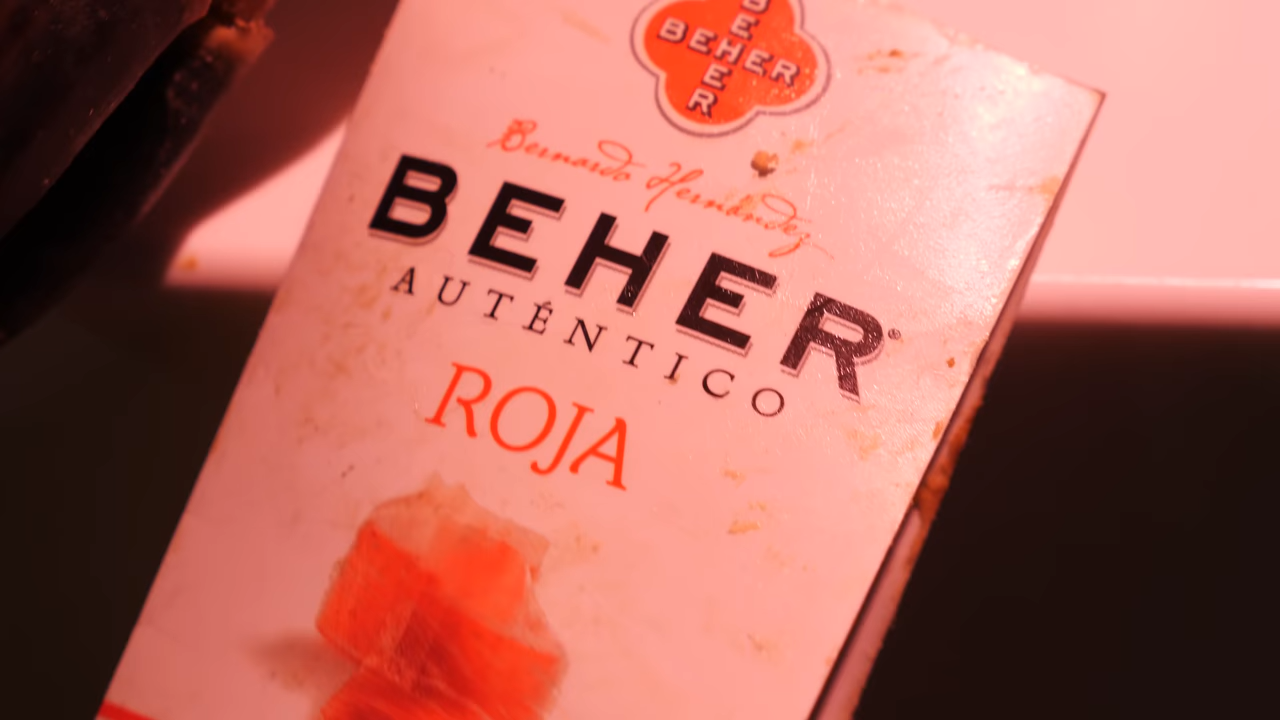 BEHER
BEHER
Bernardo Hernández
BEHER®
AUTÉNTICO
ROJA